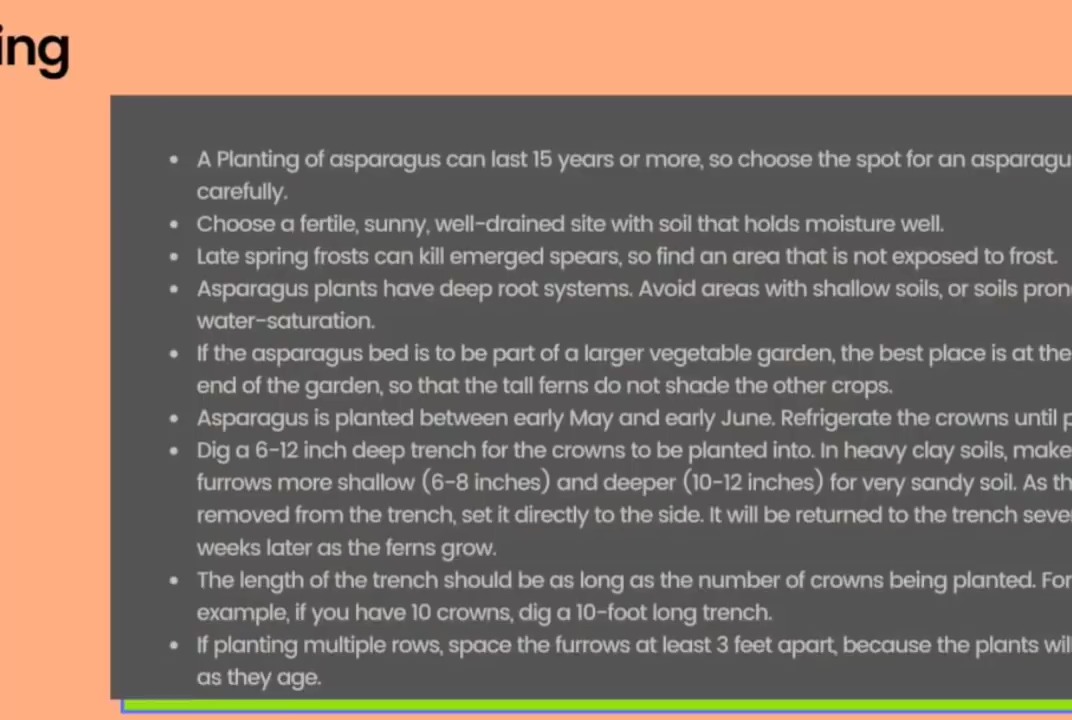 ing
• A Planting of asparagus can last 15 years or more, so choose the spot for an asparagu
carefully.
• Choose a fertile, sunny, well-drained site with soil that holds moisture well.
• Late spring frosts can kill emerged spears, so find an area that is not exposed to frost.
• Asparagus plants have deep root systems. Avoid areas with shallow soils, or soils pron
water-saturation.
• If the asparagus bed is to be part of a larger vegetable garden, the best place is at the
end of the garden, so that the tall ferns do not shade the other crops.
• Asparagus is planted between early May and early June. Refrigerate the crowns until p
• Dig a 6-12 inch deep trench for the crowns to be planted into. In heavy clay soils, make
furrows more shallow (6-8 inches) and deeper (10-12 inches) for very sandy soil. As th
removed from the trench, set it directly to the side. It will be returned to the trench seve
weeks later as the ferns grow.
• The length of the trench should be as long as the number of crowns being planted. For
example, if you have 10 crowns, dig a 10-foot long trench.
• If planting multiple rows, space the furrows at least 3 feet apart, because the plants will
as they age.